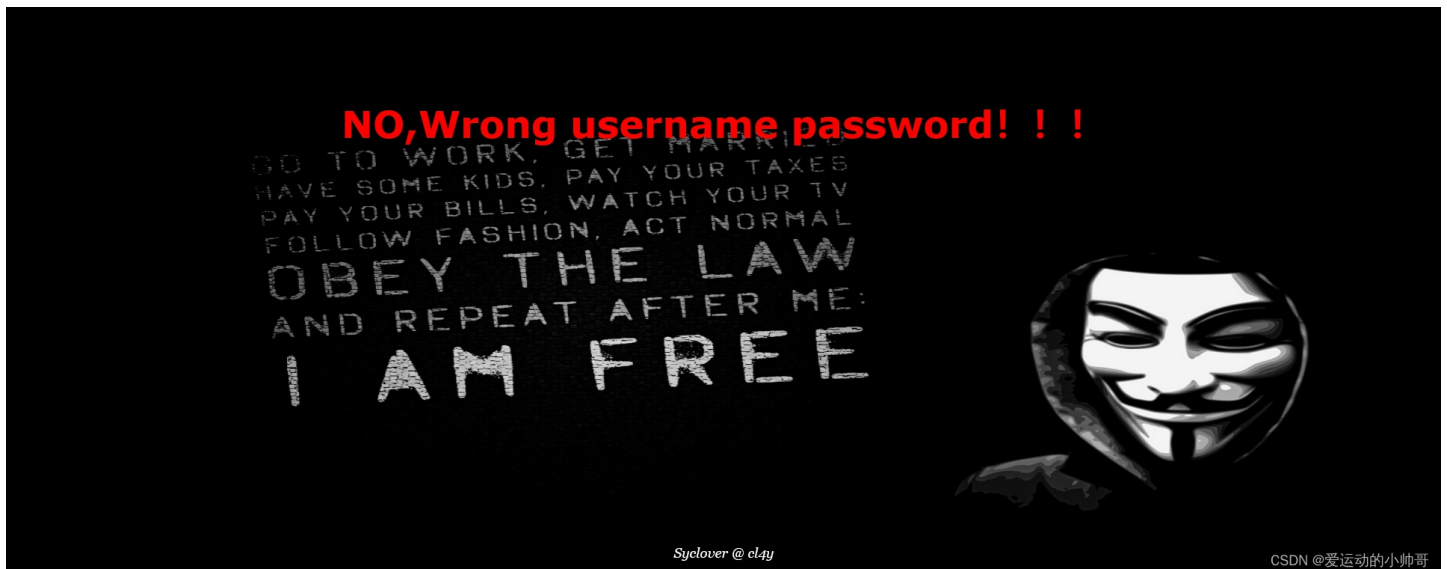 NO,Wrong username password！！！
GO TO WORK, GET MARRIED
HAVE SOME KIDS, PAY YOUR TAXES
PAY YOUR BILLS, WATCH YOUR TV
FOLLOW FASHION, ACT NORMAL
OBEY THE LAW
AND REPEAT AFTER ME:
I AM FREE
Syclover @ cl4y
CSDN @爱运动的小帅哥